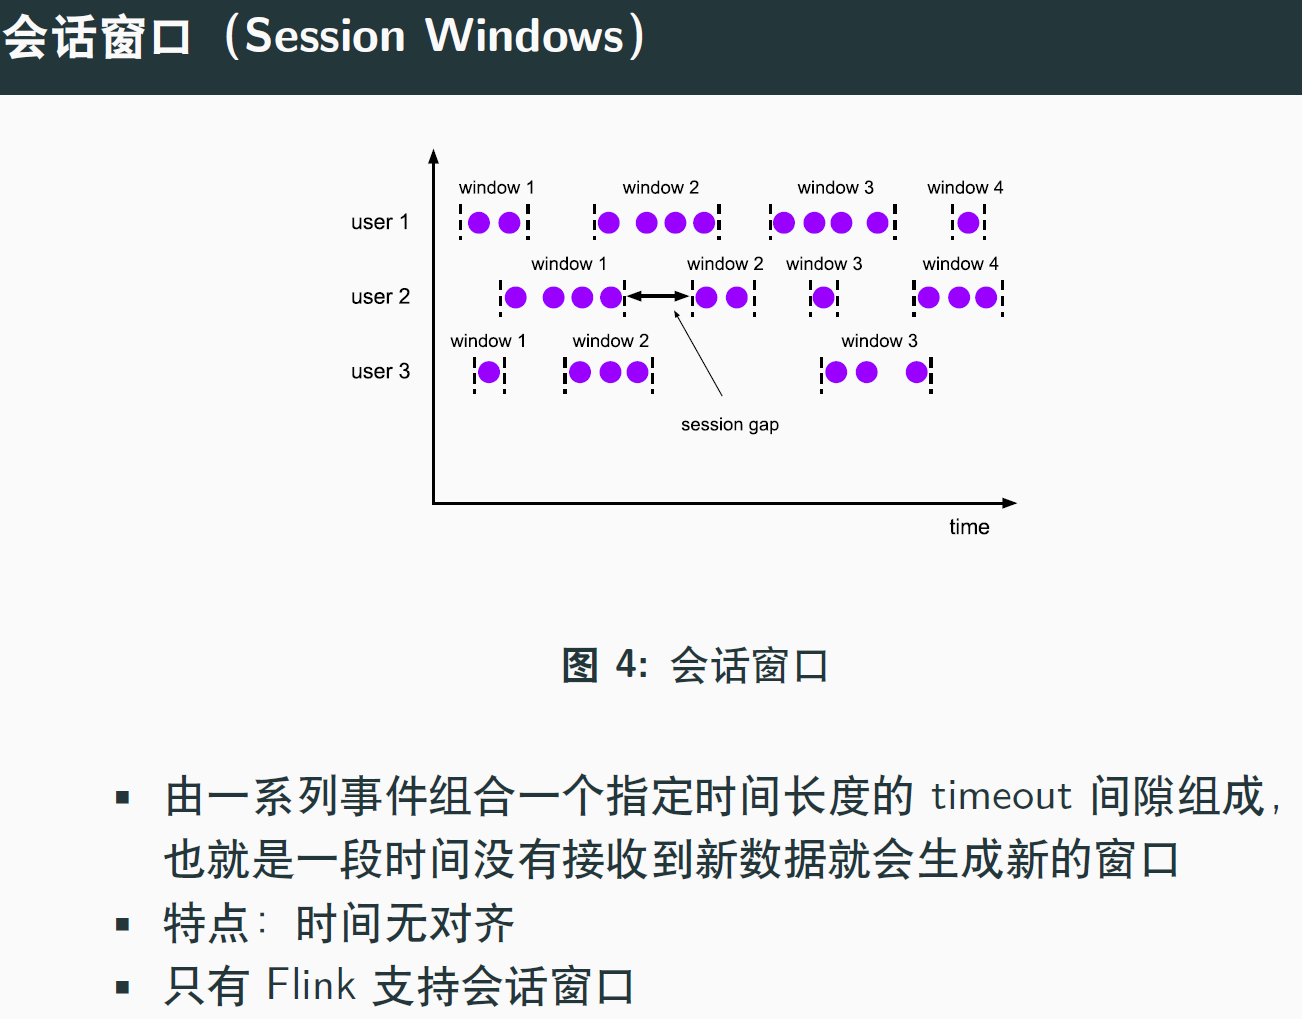 会话窗口（Session Windows）
window 1 window 2 window 3 window 4
user 1
window 1 window 2 window 3 window 4
user 2
window 1 window 2 window 3
user 3
session gap
time
图 4: 会话窗口
▪ 由一系列事件组合一个指定时间长度的 timeout 间隙组成，
也就是一段时间没有接收到新数据就会生成新的窗口
▪ 特点：时间无对齐
▪ 只有 Flink 支持会话窗口